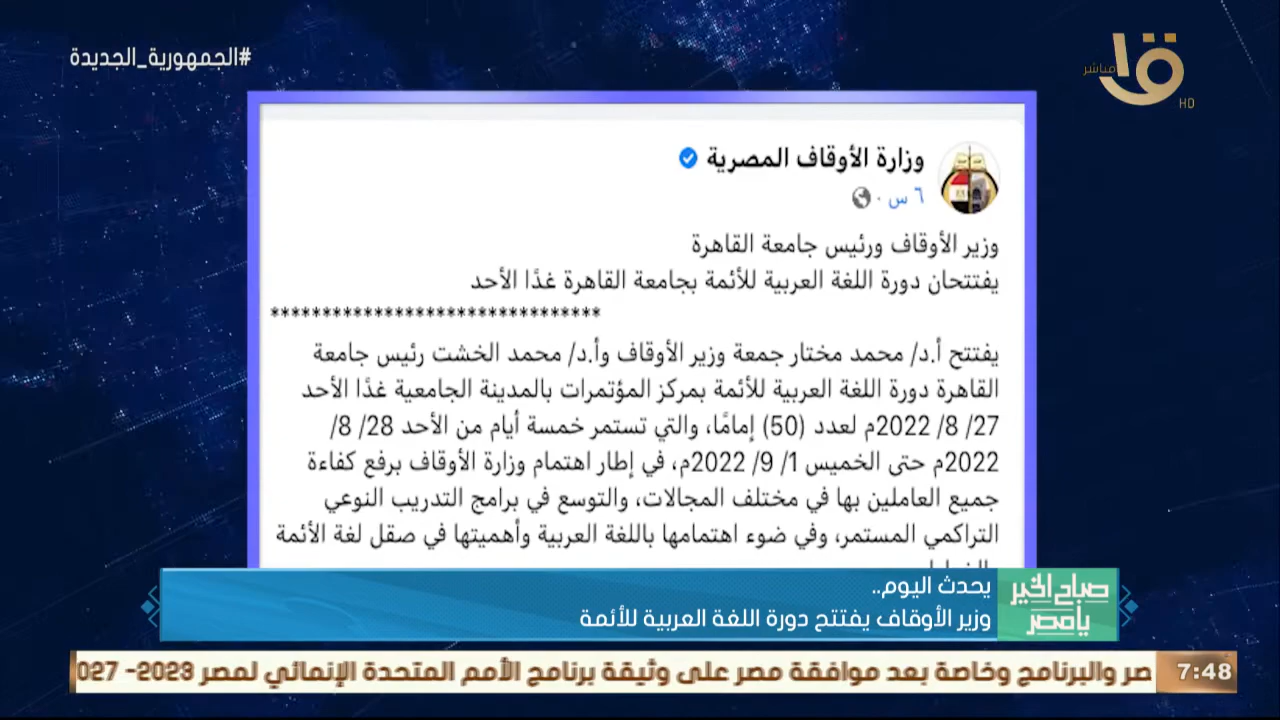 #الجمهورية_الجديدة
مباشر
HD
وزارة الأوقاف المصرية
٦ س
وزير الأوقاف ورئيس جامعة القاهرة
يفتتحان دورة اللغة العربية للأئمة بجامعة القاهرة غدًا الأحد
********************************
يفتتح أ.د/ محمد مختار جمعة وزير الأوقاف وأ.د/ محمد الخشت رئيس جامعة
القاهرة دورة اللغة العربية للأئمة بمركز المؤتمرات بالمدينة الجامعية غدًا الأحد
27/ 8/ 2022م لعدد (50) إمامًا، والتي تستمر خمسة أيام من الأحد 28/ 8/
2022م حتى الخميس 1/ 9/ 2022م، في إطار اهتمام وزارة الأوقاف برفع كفاءة
جميع العاملين بها في مختلف المجالات، والتوسع في برامج التدريب النوعي
التراكمي المستمر، وفي ضوء اهتمامها باللغة العربية وأهميتها في صقل لغة الأئمة
صباح الخير
يا مصر
يحدث اليوم..
وزير الأوقاف يفتتح دورة اللغة العربية للأئمة
7:48
صر والبرنامج وخاصة بعد موافقة مصر على وثيقة برنامج الأمم المتحدة الإنمائي لمصر 2023- 027